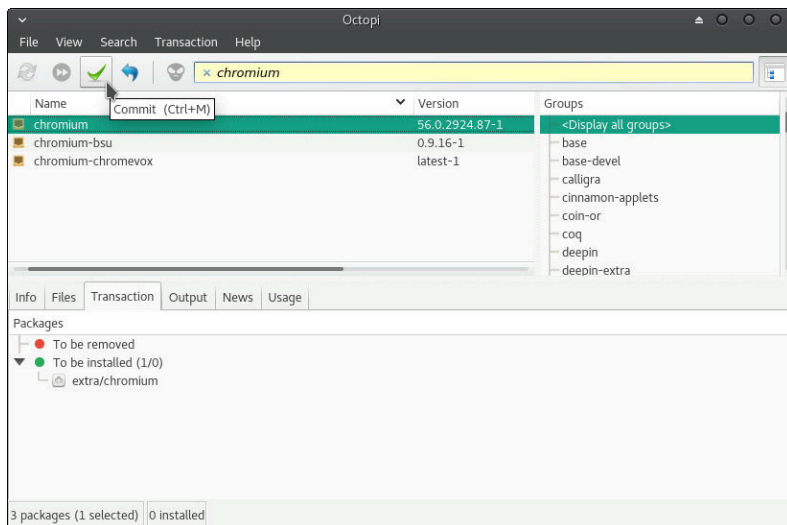 Octopi
File View Search Transaction Help
× chromium
Commit (Ctrl+M)
Name Version
chromium 56.0.2924.87-1
chromium-bsu 0.9.16-1
chromium-chromevox latest-1
Groups
<Display all groups>
base
base-devel
calligra
cinnamon-applets
coin-or
coq
deepin
deepin-extra
Info Files Transaction Output News Usage
Packages
To be removed
To be installed (1/0)
extra/chromium
3 packages (1 selected) 0 installed